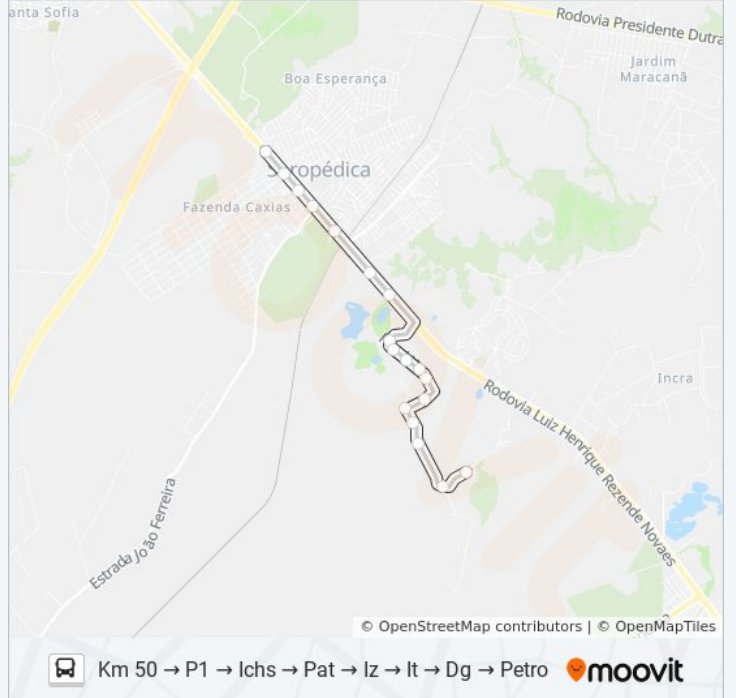 anta Sofia
Rodovia Presidente Dutra
Jardim
Maracanã
Boa Esperança
Seropédica
Fazenda Caxias
Incra
Rodovia Luiz Henrique Rezende Novaes
Estrada João Ferreira
© OpenStreetMap contributors | © OpenMapTiles
Km 50 → P1 → Ichs → Pat → Iz → It → Dg → Petro
moovit